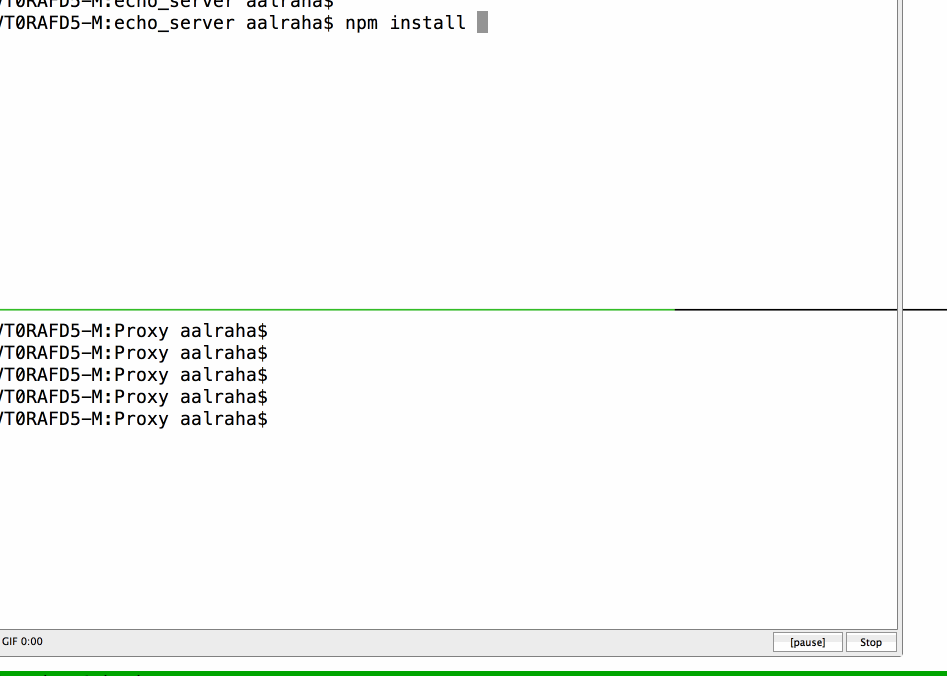 VT0RAFD5-M:echo_server aalraha$
VT0RAFD5-M:echo_server aalraha$ npm install
VT0RAFD5-M:Proxy aalraha$
VT0RAFD5-M:Proxy aalraha$
VT0RAFD5-M:Proxy aalraha$
VT0RAFD5-M:Proxy aalraha$
VT0RAFD5-M:Proxy aalraha$
GIF 0:00
[pause]
Stop